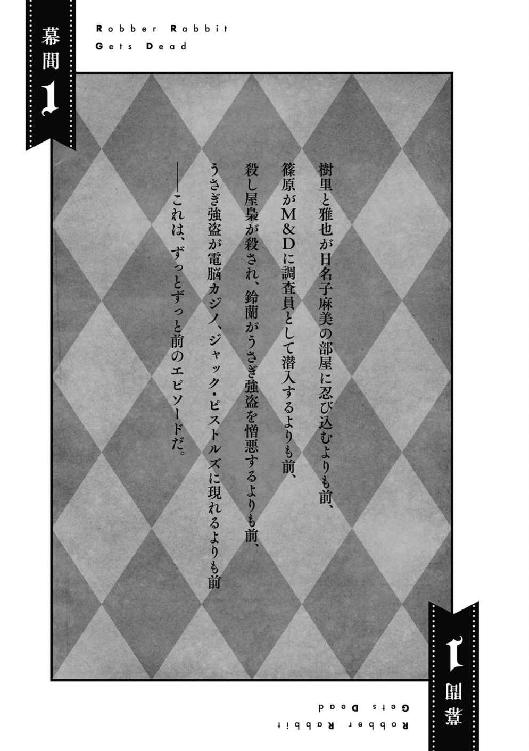 幕間
1
Robber Rabbit
Gets Dead
樹里と雅也が日名子麻美の部屋に忍び込むよりも前、
篠原がM&Dに調査員として潜入するよりも前、
殺し屋梟が殺され、鈴蘭がうさぎ強盗を憎悪するよりも前、
うさぎ強盗が電脳カジノ、ジャック・ピストルズに現れるよりも前
――これは、ずっとずっと前のエピソードだ。
幕間
1
Robber Rabbit
Gets Dead